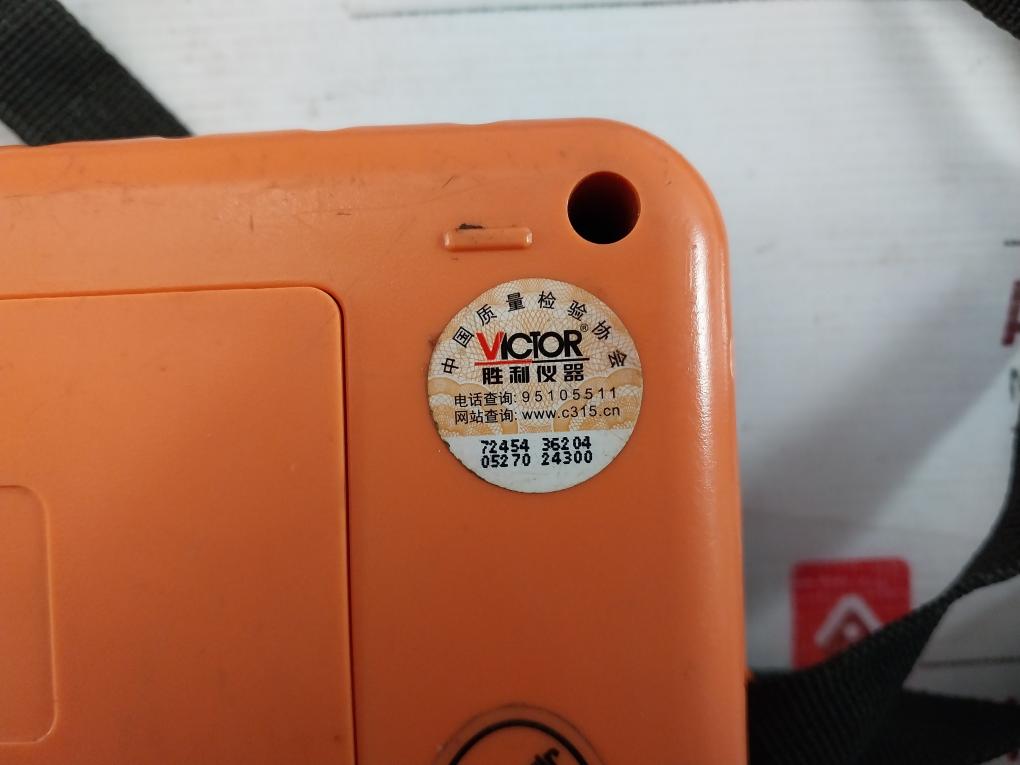 中国质量检验协会
VICTOR®
胜利仪器
电话查询: 95105511
网站查询: www.c315.cn
72454 36204
05270 24300